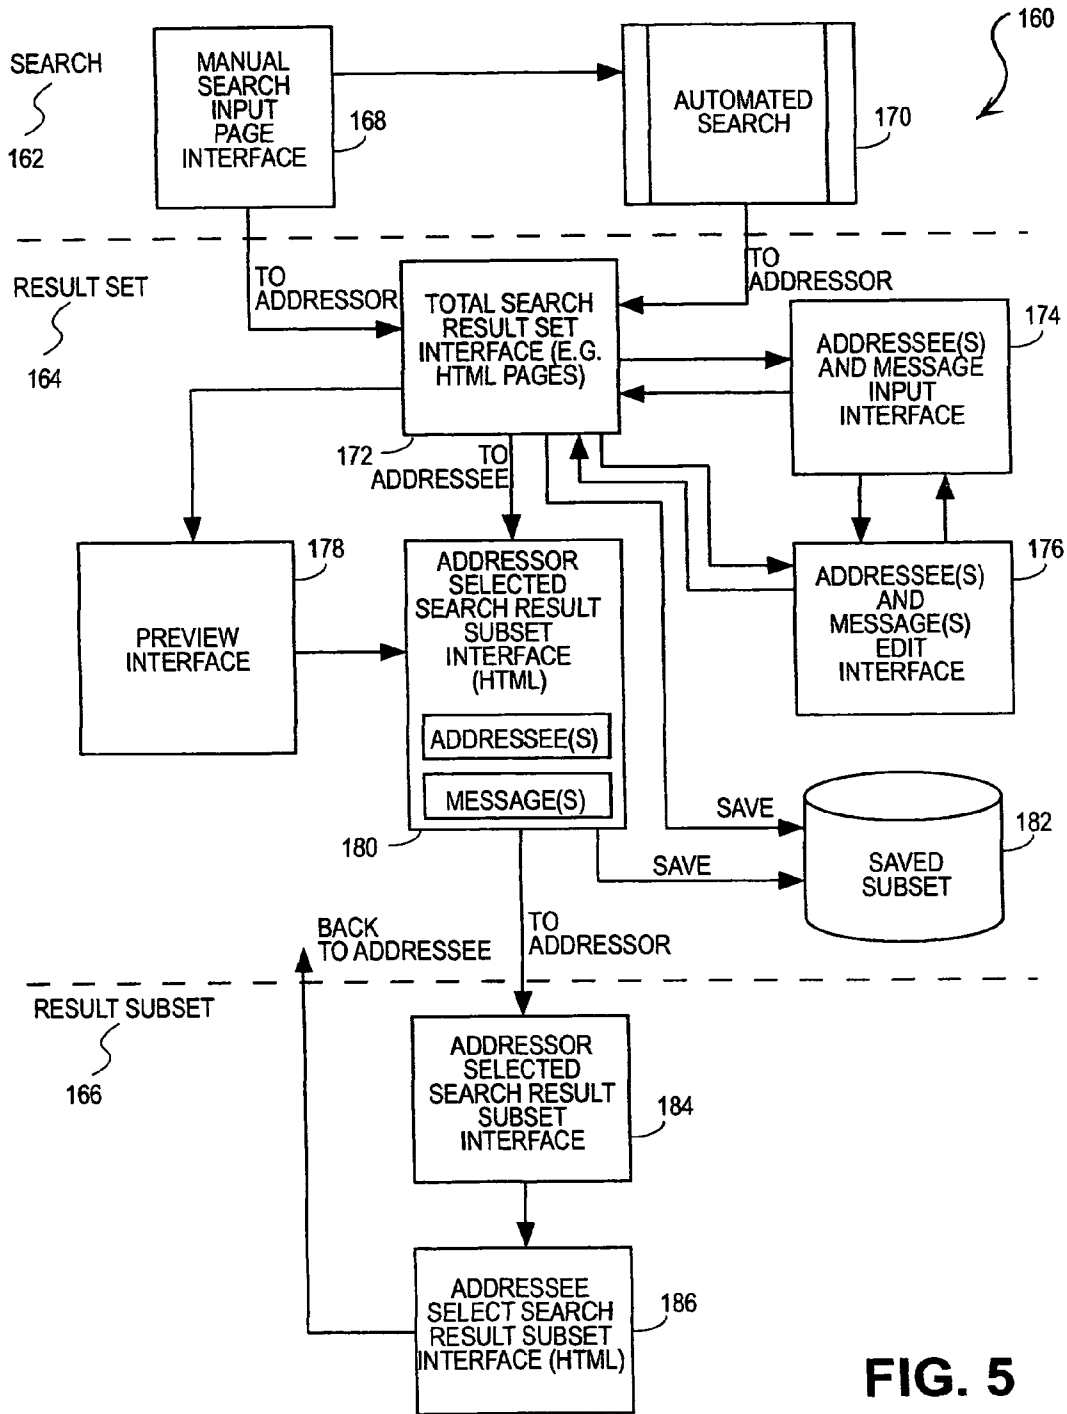 160
SEARCH
162
MANUAL
SEARCH
INPUT
PAGE
INTERFACE
168
AUTOMATED
SEARCH
170
RESULT SET
164
TO
ADDRESSOR
TO
ADDRESSOR
TOTAL SEARCH
RESULT SET
INTERFACE (E.G.
HTML PAGES)
172
174
ADDRESSEE(S)
AND MESSAGE
INPUT
INTERFACE
TO
ADDRESSEE
178
PREVIEW
INTERFACE
ADDRESSOR
SELECTED
SEARCH RESULT
SUBSET
INTERFACE
(HTML)
ADDRESSEE(S)
MESSAGE(S)
180
176
ADDRESSEE(S)
AND
MESSAGE(S)
EDIT
INTERFACE
SAVE
SAVE
182
SAVED
SUBSET
BACK
TO ADDRESSEE
TO
ADDRESSOR
RESULT SUBSET
166
ADDRESSOR
SELECTED
SEARCH RESULT
SUBSET
INTERFACE
184
ADDRESSEE
SELECT SEARCH
RESULT SUBSET
INTERFACE (HTML)
186
FIG. 5